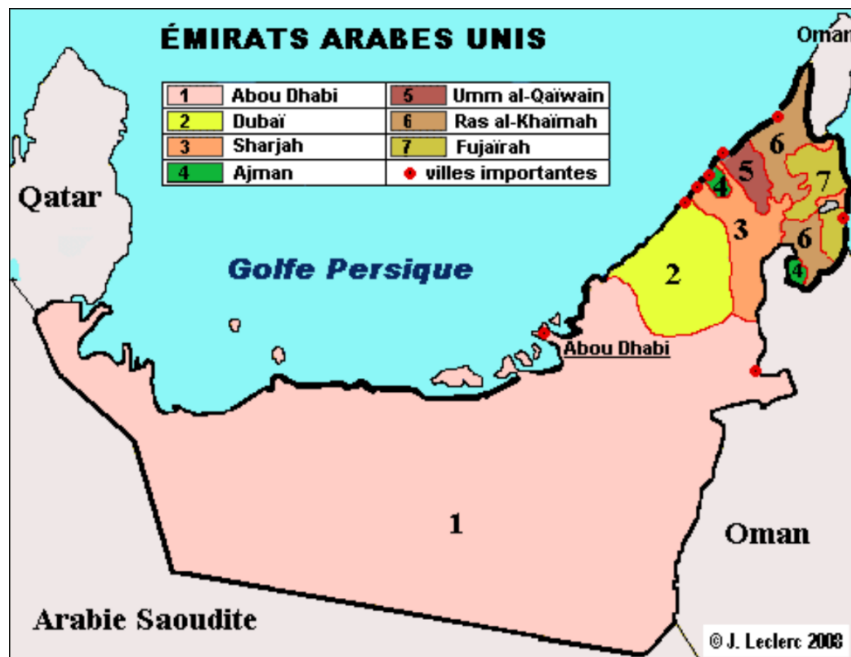 Oman
ÉMIRATS ARABES UNIS
1 Abou Dhabi 5 Umm al-Qaïwain
2 Dubaï 6 Ras al-Khaïmah
3 Sharjah 7 Fujaïrah
4 Ajman villes importantes
Qatar
6
7
5
4
3
6
Golfe Persique
2
4
Abou Dhabi
1
Oman
Arabie Saoudite
© J. Leclerc 2008